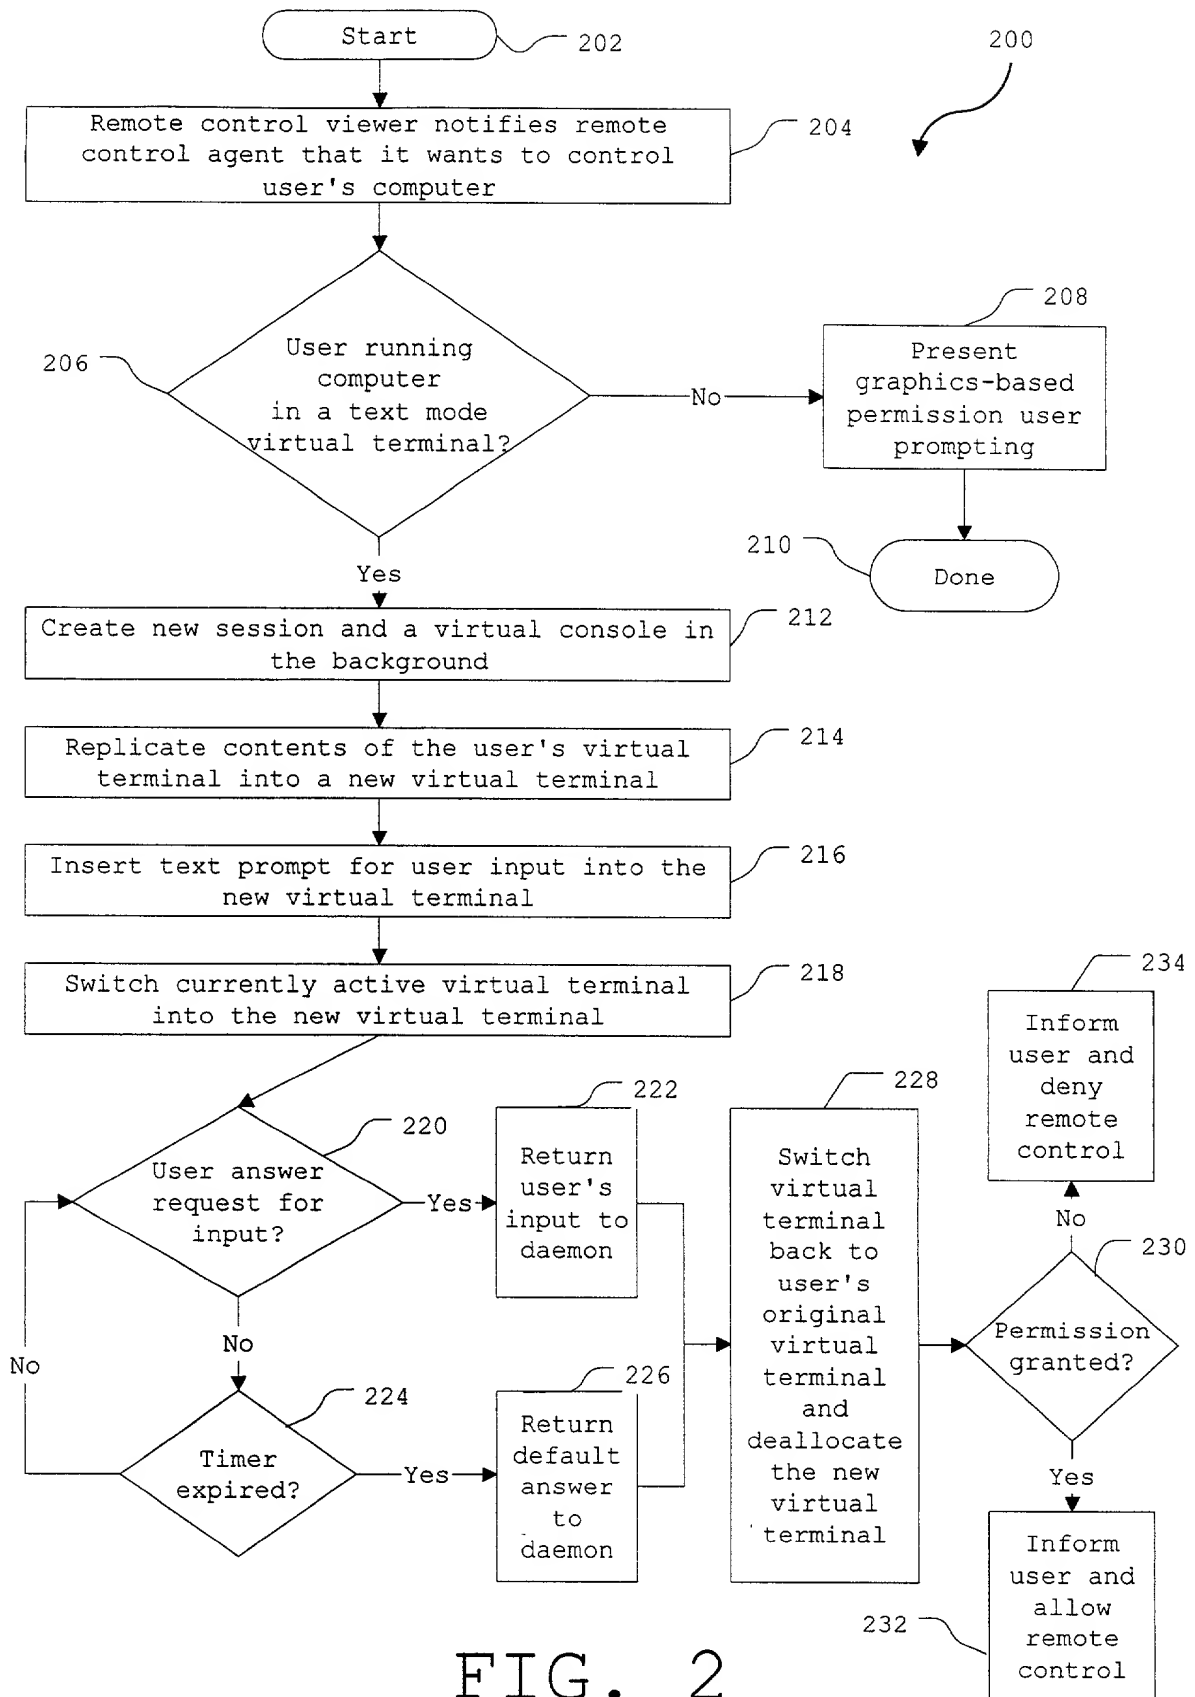 Start
202
200
Remote control viewer notifies remote
control agent that it wants to control
user's computer
204
206
User running
computer
in a text mode
virtual terminal?
No
208
Present
graphics-based
permission user
prompting
210
Done
Yes
Create new session and a virtual console in
the background
212
Replicate contents of the user's virtual
terminal into a new virtual terminal
214
Insert text prompt for user input into the
new virtual terminal
216
Switch currently active virtual terminal
into the new virtual terminal
218
220
User answer
request for
input?
Yes
222
Return
user's
input to
daemon
No
No
224
Timer
expired?
Yes
226
Return
default
answer
to
daemon
228
Switch
virtual
terminal
back to
user's
original
virtual
terminal
and
deallocate
the new
virtual
terminal
234
Inform
user and
deny
remote
control
No
230
Permission
granted?
Yes
232
Inform
user and
allow
remote
control
FIG. 2